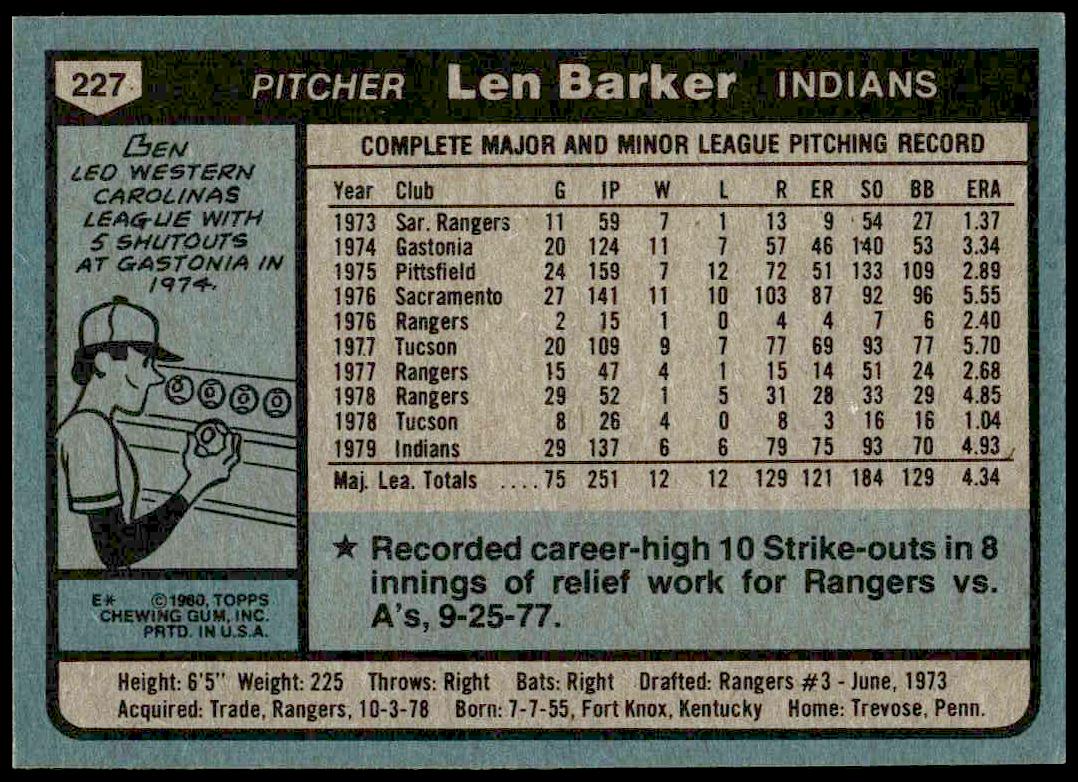 227
PITCHER Len Barker INDIANS
BEN
LED WESTERN
CAROLINAS
LEAGUE WITH
5 SHUTOUTS
AT GASTONIA IN
1974.
COMPLETE MAJOR AND MINOR LEAGUE PITCHING RECORD
Year Club G IP W L R ER SO BB ERA
1973 Sar. Rangers 11 59 7 1 13 9 54 27 1.37
1974 Gastonia 20 124 11 7 57 46 140 53 3.34
1975 Pittsfield 24 159 7 12 72 51 133 109 2.89
1976 Sacramento 27 141 11 10 103 87 92 96 5.55
1976 Rangers 2 15 1 0 4 4 7 6 2.40
1977 Tucson 20 109 9 7 77 69 93 77 5.70
1977 Rangers 15 47 4 1 15 14 51 24 2.68
1978 Rangers 29 52 1 5 31 28 33 29 4.85
1978 Tucson 8 26 4 0 8 3 16 16 1.04
1979 Indians 29 137 6 6 79 75 93 70 4.93
Maj. Lea. Totals ....75 251 12 12 129 121 184 129 4.34
★ Recorded career-high 10 Strike-outs in 8
innings of relief work for Rangers vs.
A's, 9-25-77.
E* ©1980, TOPPS
CHEWING GUM, INC.
PRTD. IN U.S.A.
Height: 6'5" Weight: 225 Throws: Right Bats: Right Drafted: Rangers #3 - June, 1973
Acquired: Trade, Rangers, 10-3-78 Born: 7-7-55, Fort Knox, Kentucky Home: Trevose, Penn.